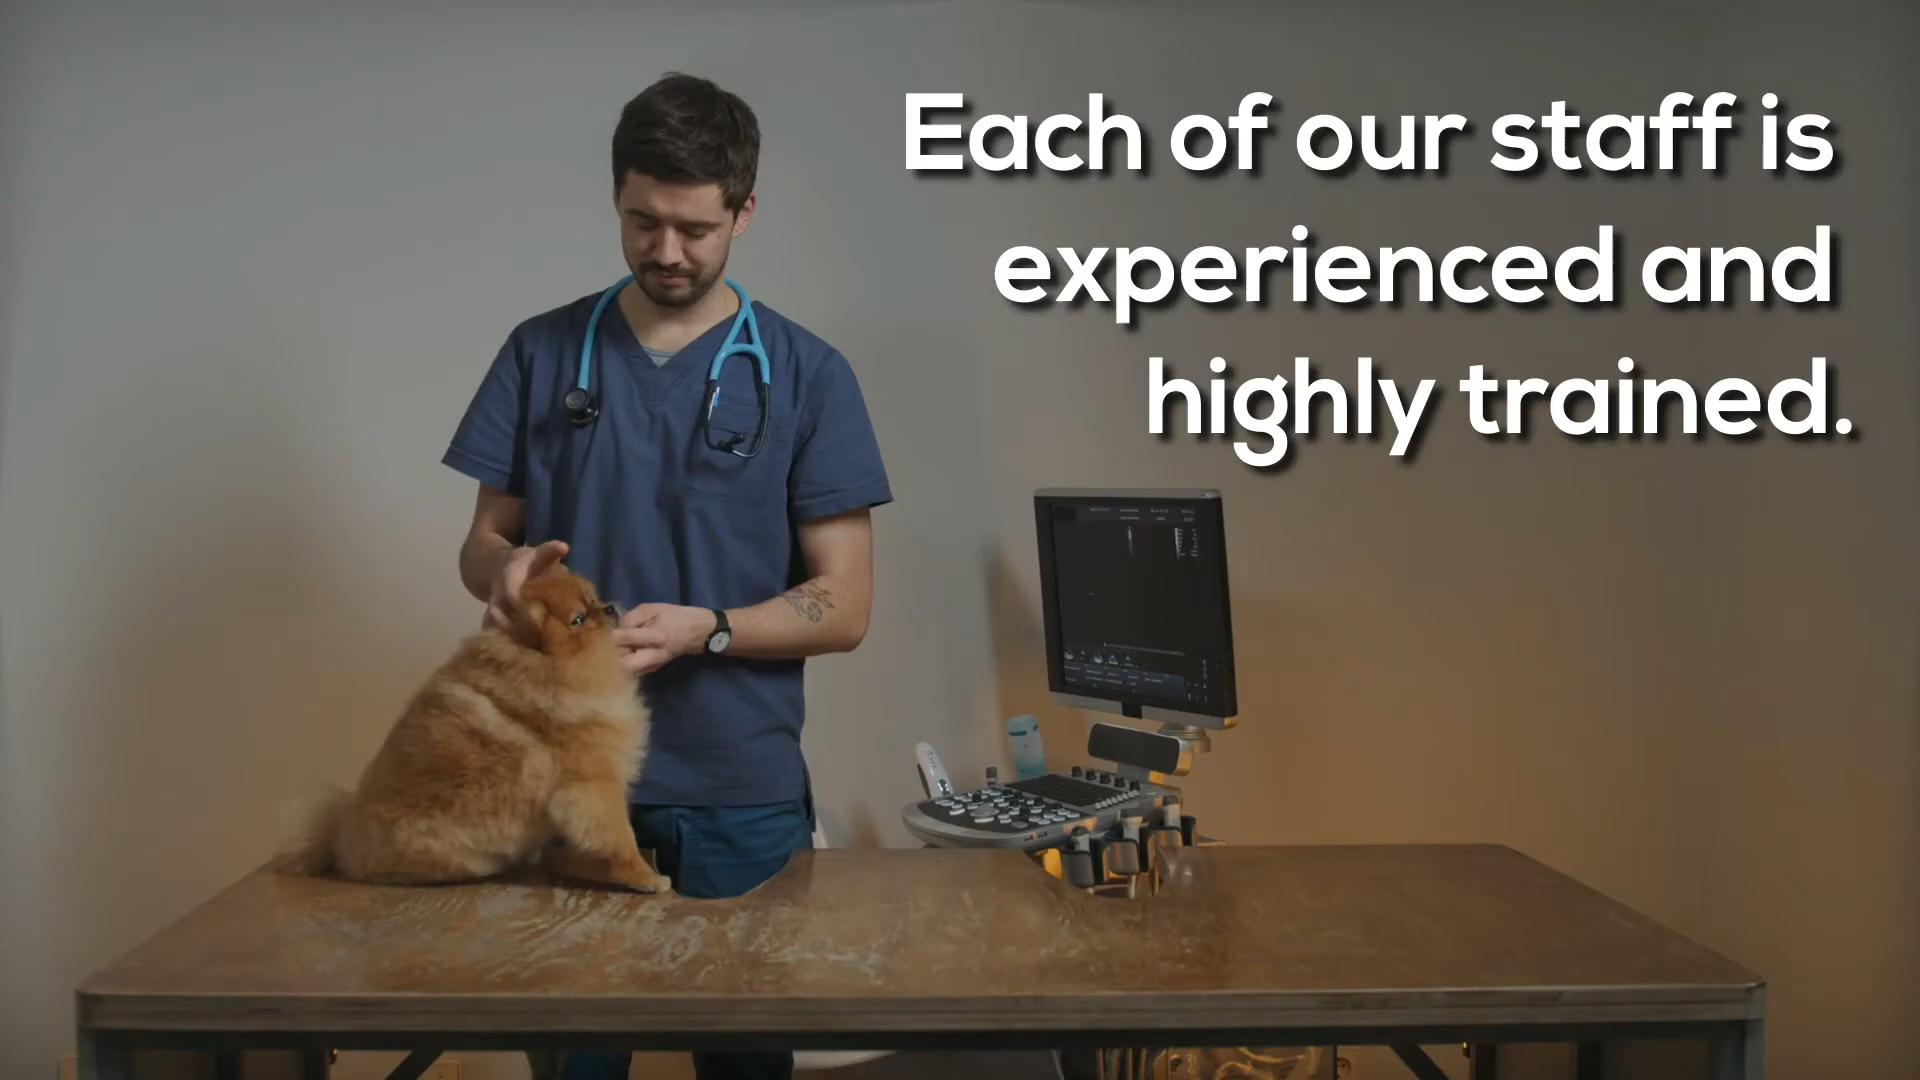 Each of our staff is
experienced and
highly trained.